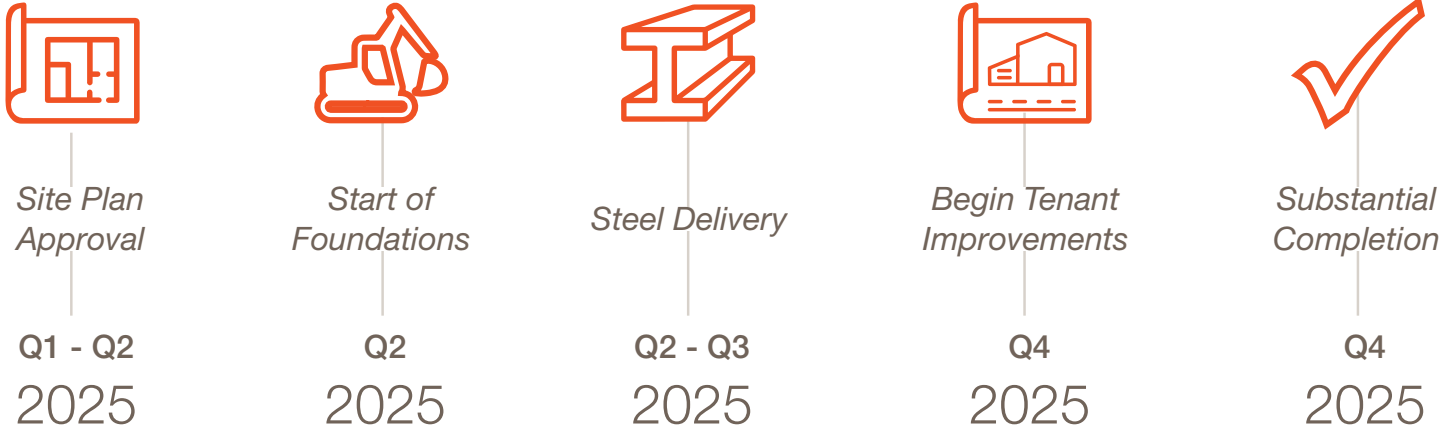 Site Plan
Approval
Q1 - Q2
2025
Start of
Foundations
Q2
2025
Steel Delivery
Q2 - Q3
2025
Begin Tenant
Improvements
Q4
2025
Substantial
Completion
Q4
2025